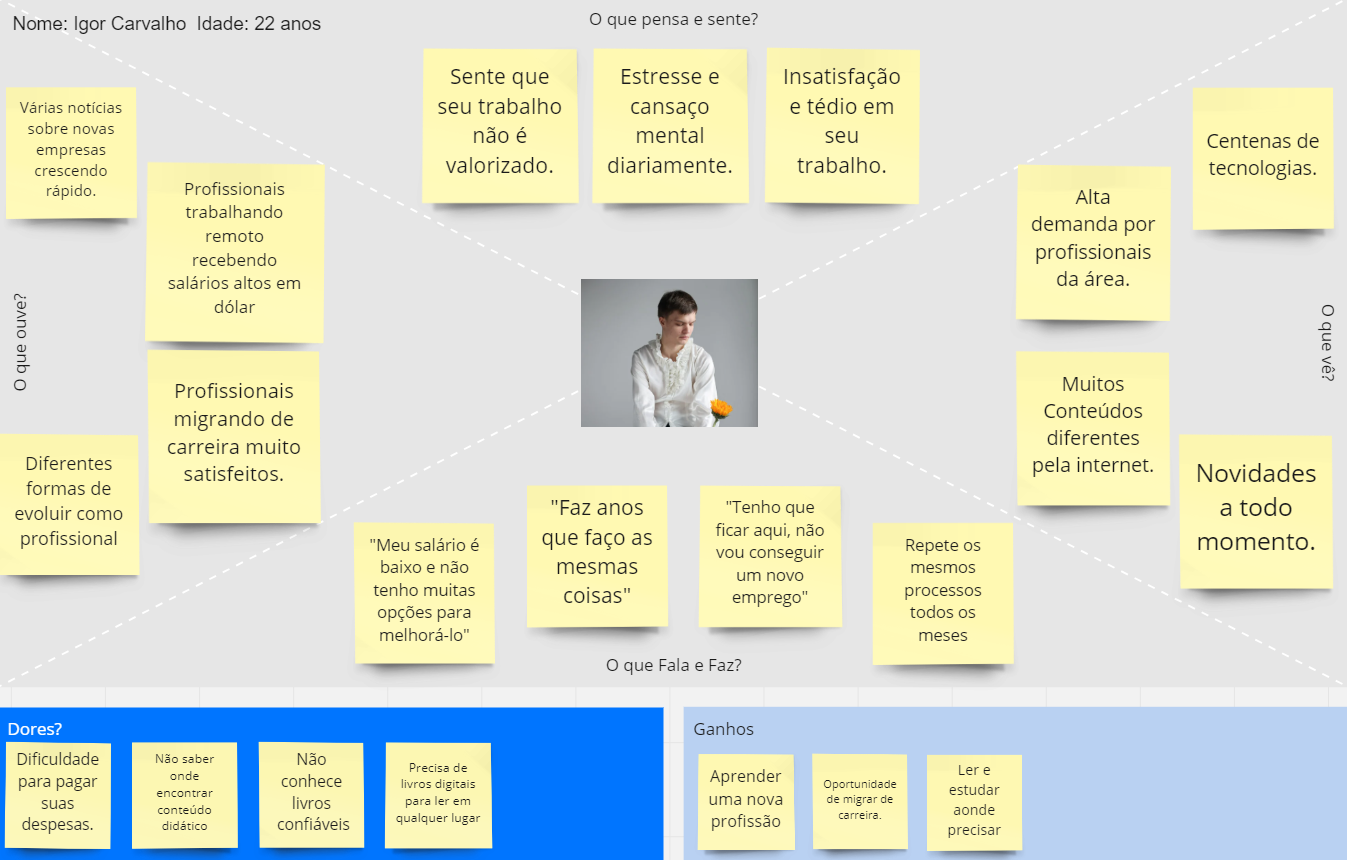 Nome: Igor Carvalho  Idade: 22 anos
O que pensa e sente?
Sente que
seu trabalho
não é
valorizado.
Estresse e
cansaço
mental
diariamente.
Insatisfação
e tédio em
seu
trabalho.
O que ouve?
Várias notícias
sobre novas
empresas
crescendo
rápido.
Profissionais
trabalhando
remoto
recebendo
salários altos em
dólar
Profissionais
migrando de
carreira muito
satisfeitos.
Diferentes
formas de
evoluir como
profissional
O que vê?
Centenas de
tecnologias.
Alta
demanda por
profissionais
da área.
Muitos
Conteúdos
diferentes
pela internet.
Novidades
a todo
momento.
"Meu salário é
baixo e não
tenho muitas
opções para
melhorá-lo"
"Faz anos
que faço as
mesmas
coisas"
"Tenho que
ficar aqui, não
vou conseguir
um novo
emprego"
Repete os
mesmos
processos
todos os
meses
O que Fala e Faz?
Dores?
Dificuldade
para pagar
suas
despesas.
Não saber
onde
encontrar
conteúdo
didático
Não
conhece
livros
confiáveis
Precisa de
livros digitais
para ler em
qualquer lugar
Ganhos
Aprender
uma nova
profissão
Oportunidade
de migrar de
carreira.
Ler e
estudar
aonde
precisar